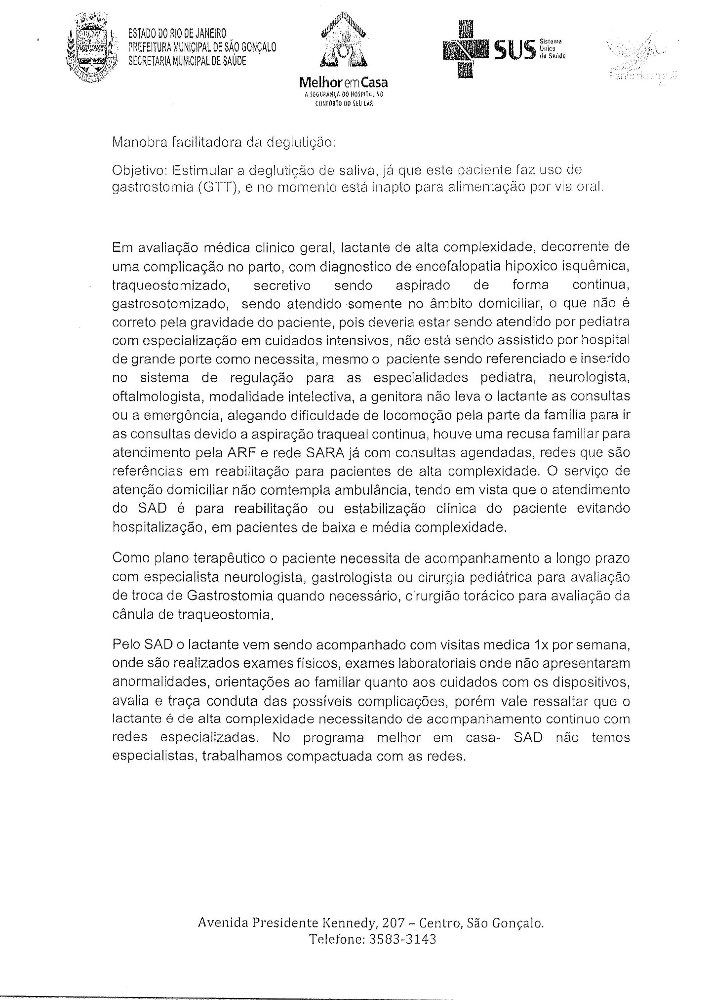 ESTADO DO RIO DE JANEIRO
PREFEITURA MUNICIPAL DE SÃO GONÇALO
SECRETARIA MUNICIPAL DE SAÚDE
MelhoremCasa
A SEGURANÇA DO HOSPITAL NO
CONFORTO DO SEU LAR
SUS
Sistema
Único
de Saúde
Manobra facilitadora da deglutição:
Objetivo: Estimular a deglutição de saliva, já que este paciente faz uso de
gastrostomia (GTT), e no momento está inapto para alimentação por via oral.
Em avaliação médica clinico geral, lactante de alta complexidade, decorrente de
uma complicação no parto, com diagnostico de encefalopatia hipoxico isquêmica,
traqueostomizado, secretivo sendo aspirado de forma continua,
gastrosotomizado, sendo atendido somente no âmbito domiciliar, o que não é
correto pela gravidade do paciente, pois deveria estar sendo atendido por pediatra
com especialização em cuidados intensivos, não está sendo assistido por hospital
de grande porte como necessita, mesmo o paciente sendo referenciado e inserido
no sistema de regulação para as especialidades pediatra, neurologista,
oftalmologista, modalidade intelectiva, a genitora não leva o lactante as consultas
ou a emergência, alegando dificuldade de locomoção pela parte da família para ir
as consultas devido a aspiração traqueal continua, houve uma recusa familiar para
atendimento pela ARF e rede SARA já com consultas agendadas, redes que são
referências em reabilitação para pacientes de alta complexidade. O serviço de
atenção domiciliar não comtempla ambulância, tendo em vista que o atendimento
do SAD é para reabilitação ou estabilização clínica do paciente evitando
hospitalização, em pacientes de baixa e média complexidade.
Como plano terapêutico o paciente necessita de acompanhamento a longo prazo
com especialista neurologista, gastrologista ou cirurgia pediátrica para avaliação
de troca de Gastrostomia quando necessário, cirurgião torácico para avaliação da
cânula de traqueostomia.
Pelo SAD o lactante vem sendo acompanhado com visitas medica 1x por semana,
onde são realizados exames físicos, exames laboratoriais onde não apresentaram
anormalidades, orientações ao familiar quanto aos cuidados com os dispositivos,
avalia e traça conduta das possíveis complicações, porém vale ressaltar que o
lactante é de alta complexidade necessitando de acompanhamento continuo com
redes especializadas. No programa melhor em casa- SAD não temos
especialistas, trabalhamos compactuada com as redes.
Avenida Presidente Kennedy, 207 – Centro, São Gonçalo.
Telefone: 3583-3143